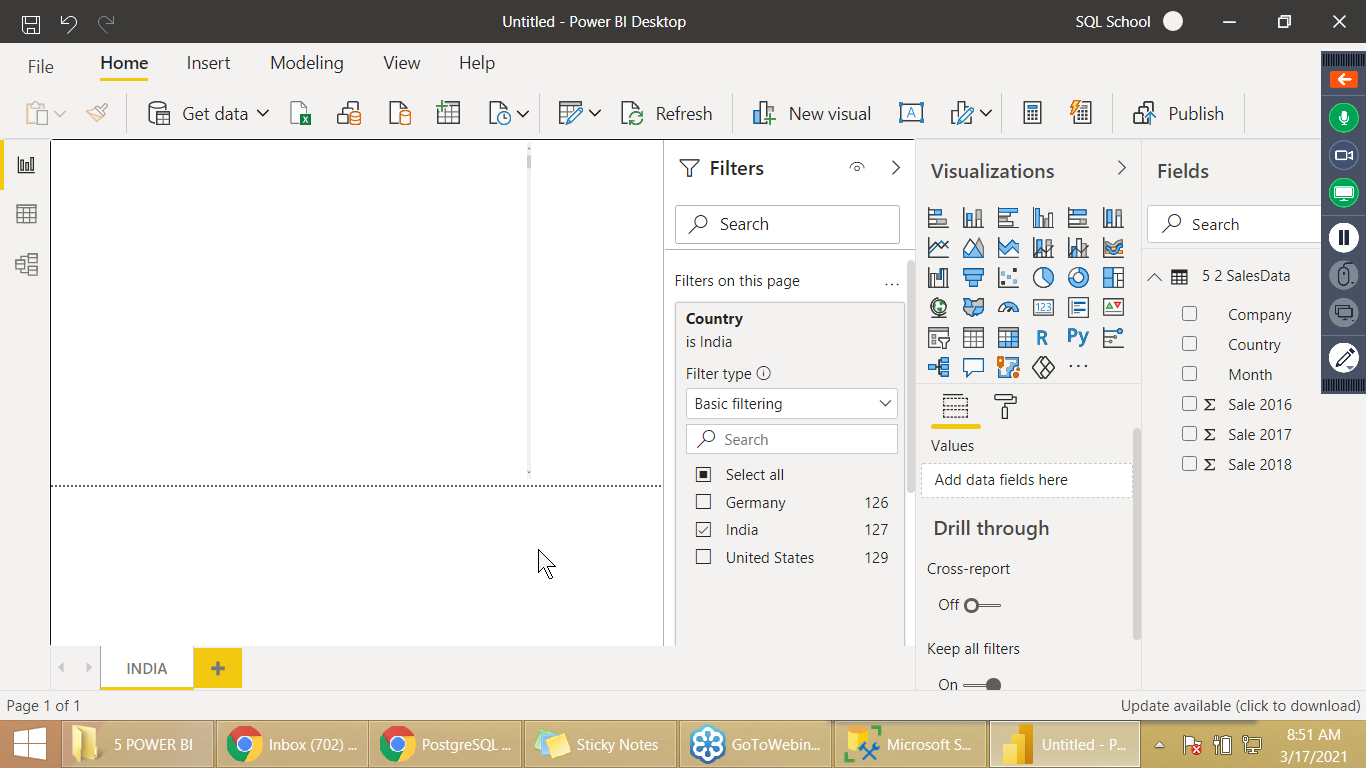 Untitled - Power BI Desktop
SQL School
File
Home
Insert
Modeling
View
Help
Get data
Refresh
New visual
Publish
Filters
Search
Filters on this page
...
Country
is India
Filter type
Basic filtering
Search
Select all
Germany 126
India 127
United States 129
Visualizations
123
R
Py
...
Values
Add data fields here
Drill through
Cross-report
Off
Keep all filters
On
Fields
Search
5 2 SalesData
Company
Country
Month
Σ Sale 2016
Σ Sale 2017
Σ Sale 2018
INDIA
+
Page 1 of 1
Update available (click to download)
5 POWER BI
Inbox (702) ...
PostgreSQL ...
Sticky Notes
GoToWebin...
Microsoft S...
Untitled - P...
8:51 AM
3/17/2021